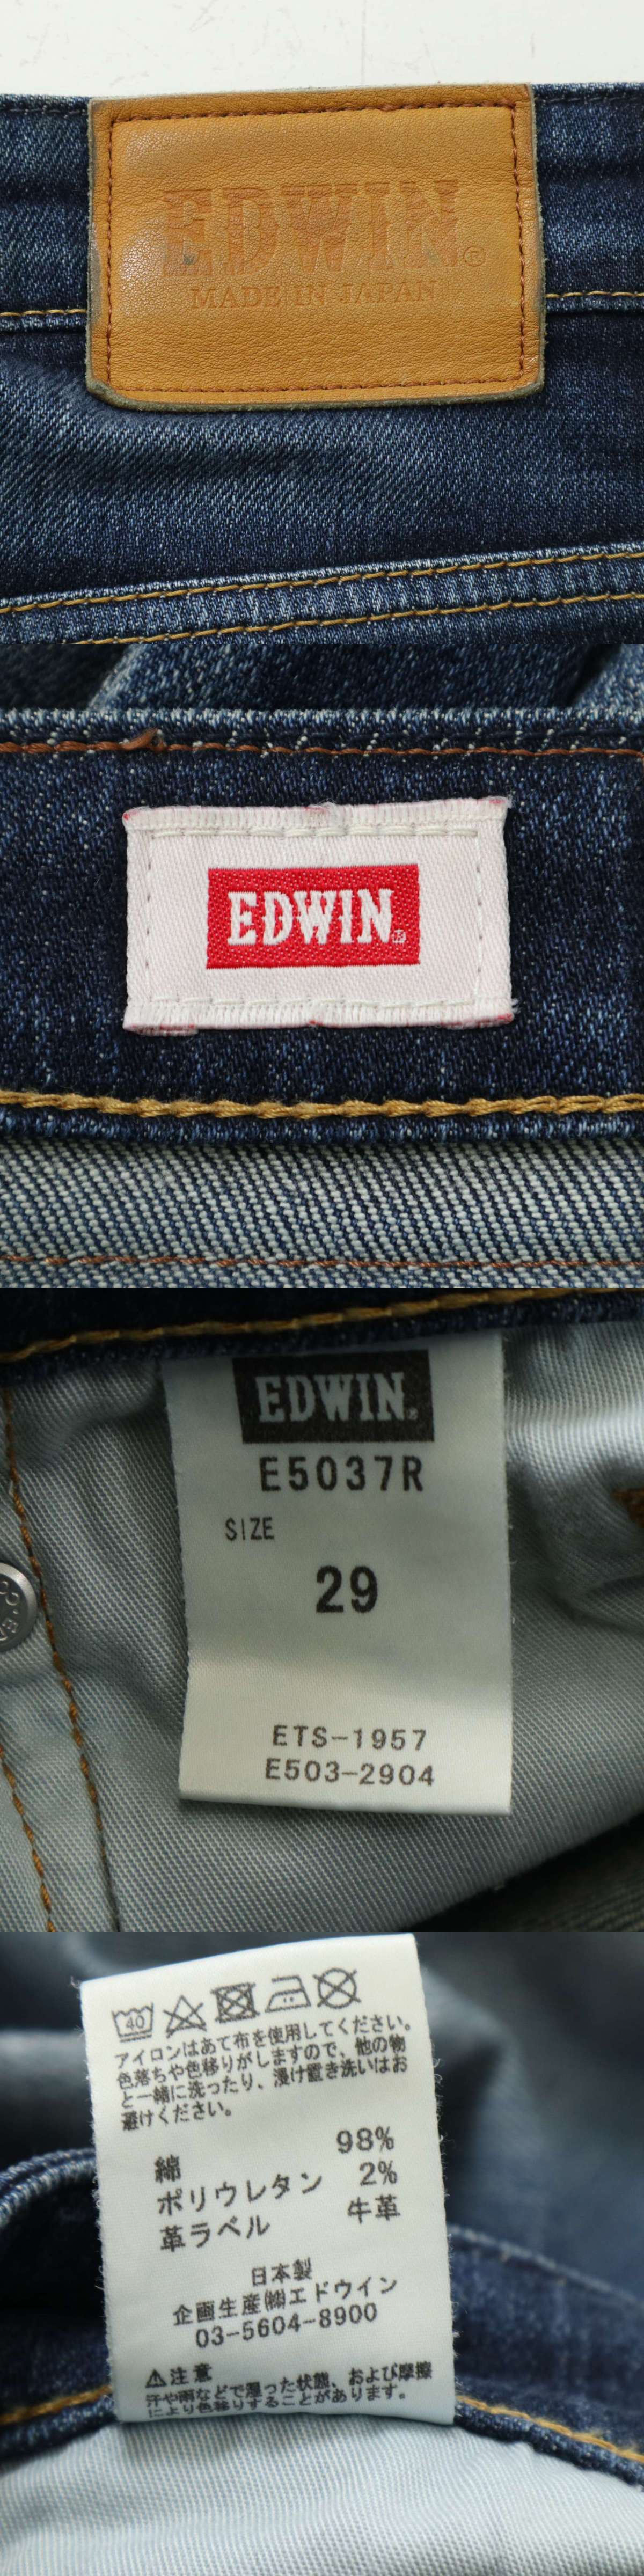 EDWIN®
MADE IN JAPAN
EDWIN®
EDWIN®
E5037R
SIZE
29
ETS-1957
E503-2904
40
アイロンはあて布を使用してください。
色落ちや色移りがしますので、他の物
と一緒に洗ったり、浸け置き洗いはお
避けください。
綿 98%
ポリウレタン 2%
革ラベル 牛革
日本製
企画生産㈱エドウイン
03-5604-8900
⚠注意
汗や雨などで湿った状態、および摩擦
により色移りすることがあります。